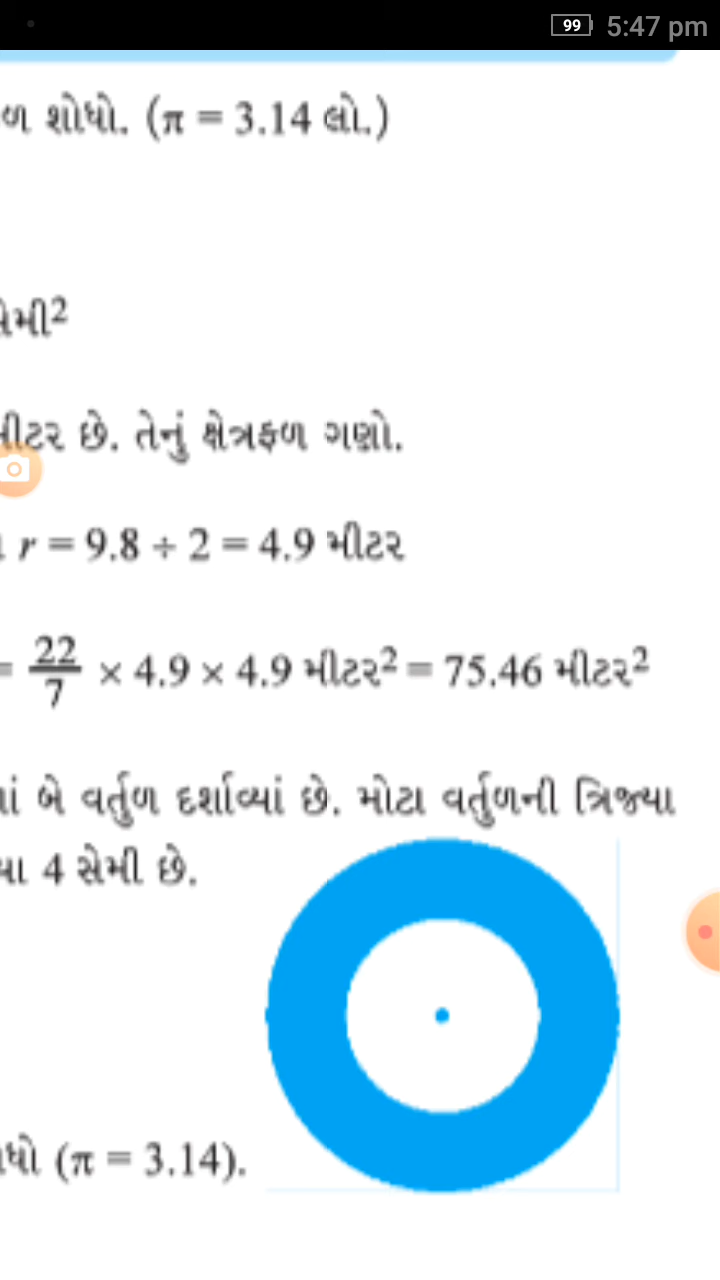 99 5:47 pm
ળ શોધો. (π = 3.14 લો.)
સેમી²
મીટર છે. તેનું ક્ષેત્રફળ ગણો.
r = 9.8 ÷ 2 = 4.9 મીટર
= 22/7 × 4.9 × 4.9 મીટર² = 75.46 મીટર²
માં બે વર્તુળ દર્શાવ્યાં છે. મોટા વર્તુળની ત્રિજ્યા
યા 4 સેમી છે.
ધો (π = 3.14).